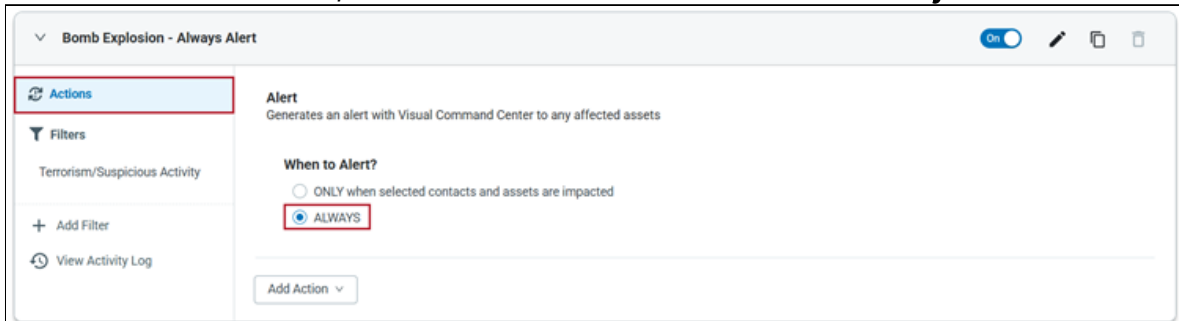 Bomb Explosion - Always Alert
On
Actions
Filters
Terrorism/Suspicious Activity
Add Filter
View Activity Log
Alert
Generates an alert with Visual Command Center to any affected assets
When to Alert?
ONLY when selected contacts and assets are impacted
ALWAYS
Add Action